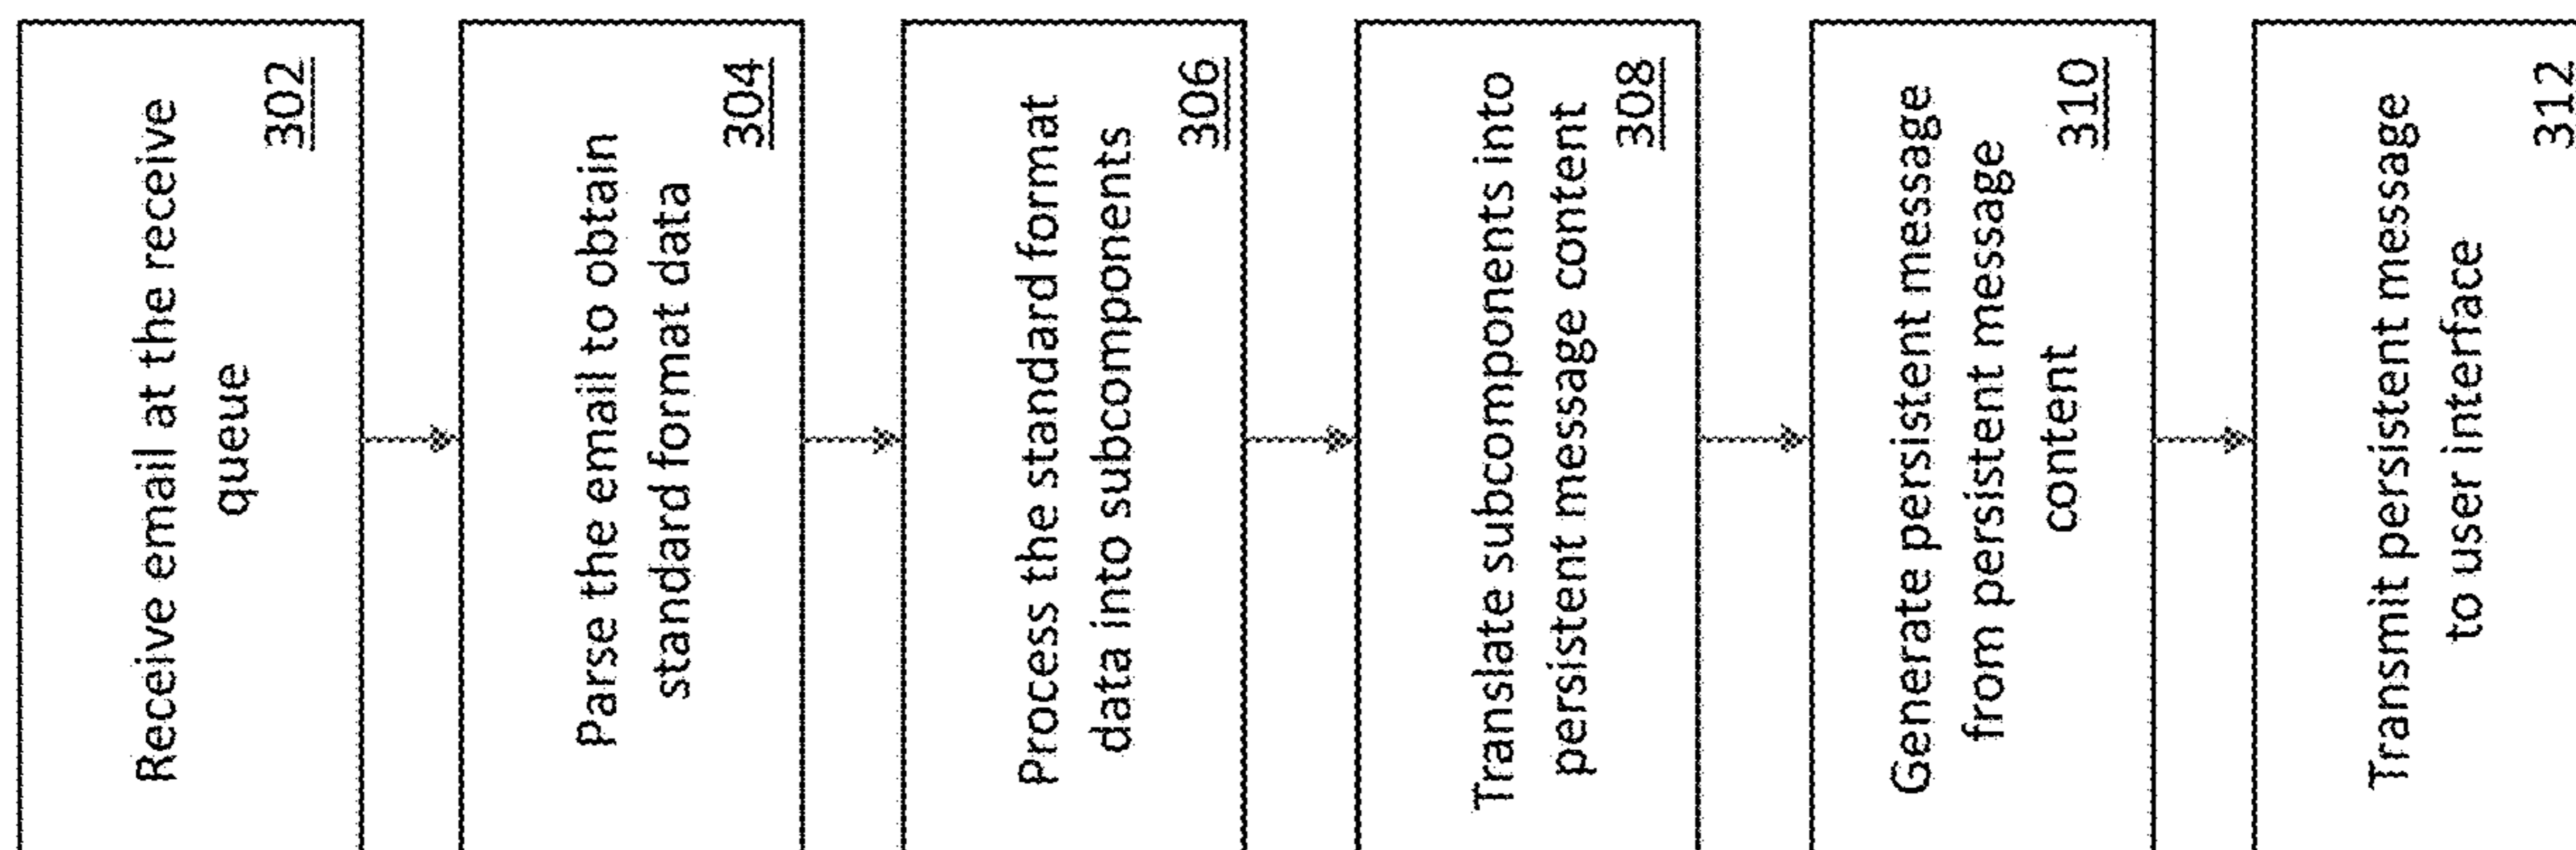 Receive email at the receive
queue
302
Parse the email to obtain
standard format data
304
Process the standard format
data into subcomponents
306
Translate subcomponents into
persistent message content
308
Generate persistent message
from persistent message
content
310
Transmit persistent message
to user interface
312